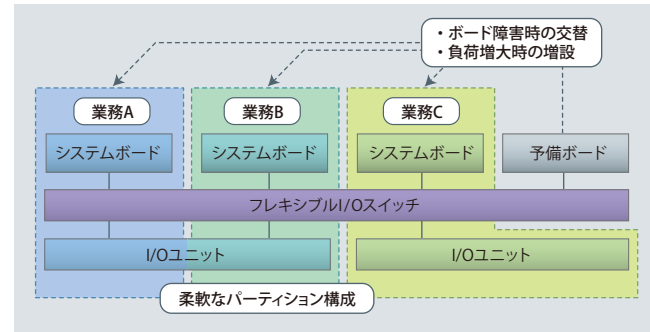 ・ボード障害時の交替
・負荷増大時の増設
業務A
業務B
業務C
システムボード
システムボード
システムボード
予備ボード
フレキシブルI/Oスイッチ
I/Oユニット
I/Oユニット
柔軟なパーティション構成